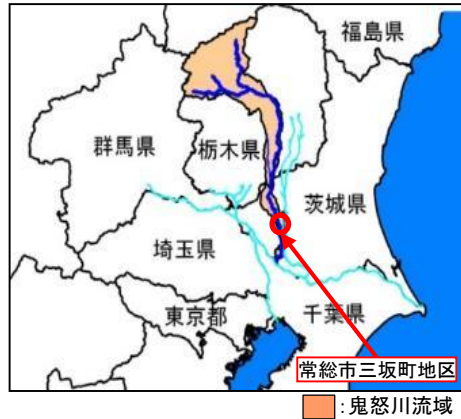 福島県
群馬県
栃木県
茨城県
埼玉県
東京都
千葉県
常総市三坂町地区
:鬼怒川流域